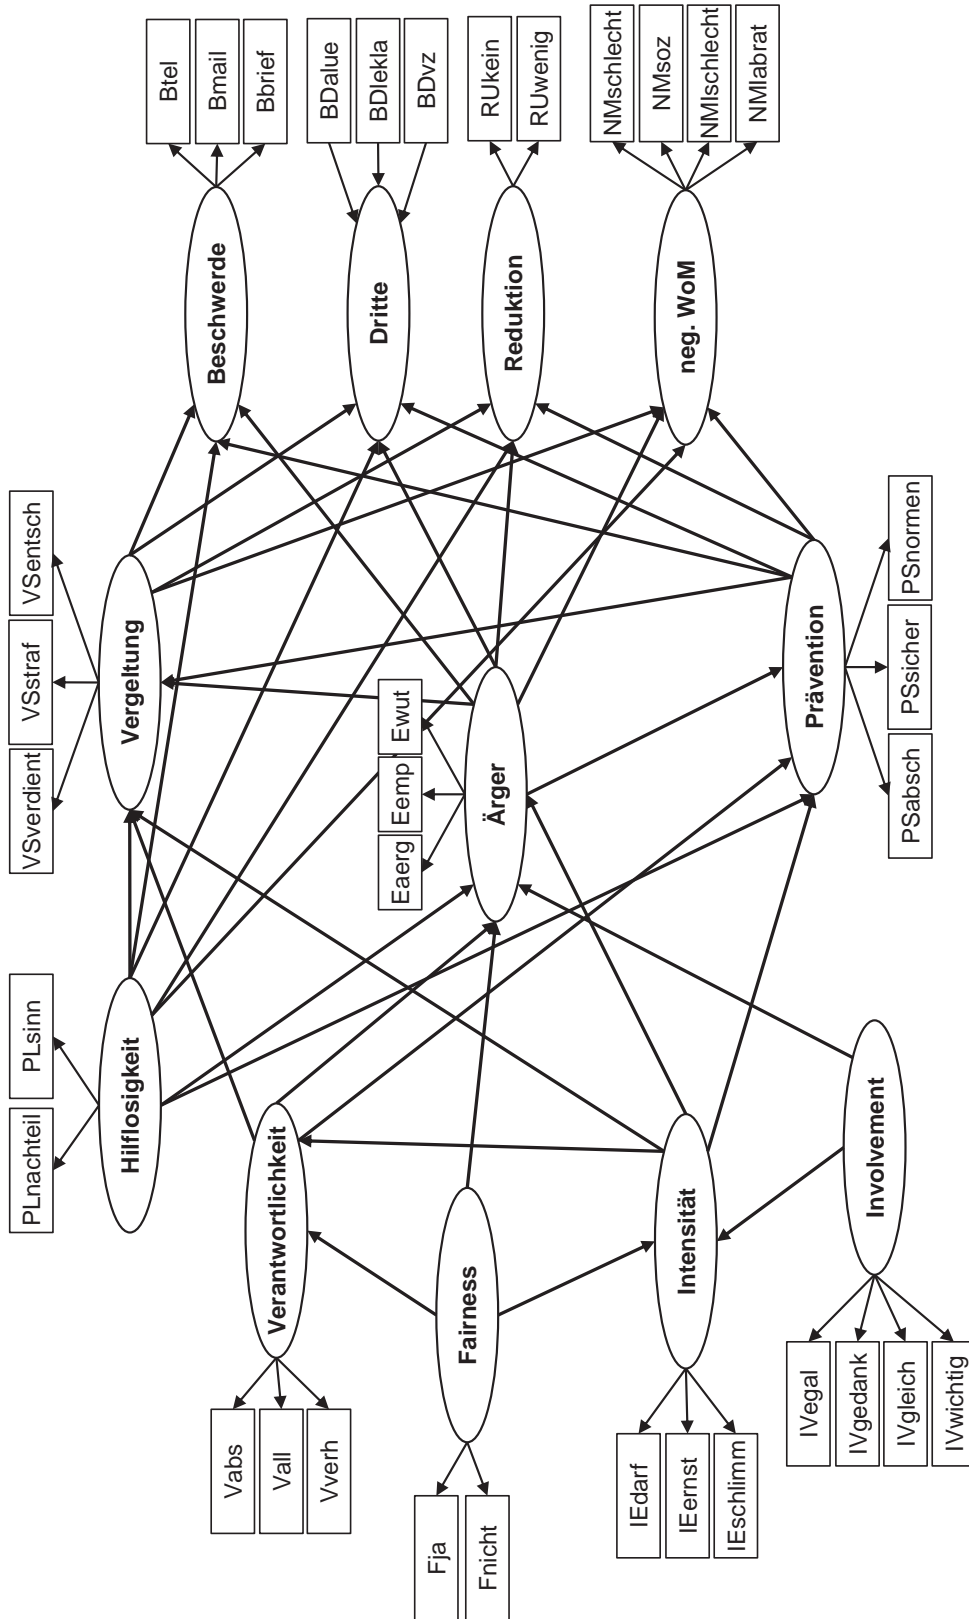 PLnachteil
PLsinn
VSverdient
VSstraf
VSentsch
Hilflosigkeit
Vergeltung
Btel
Bmail
Bbrief
Beschwerde
Vabs
Vall
Vverh
Verantwortlichkeit
BDalue
BDlekla
BDvz
Dritte
Eaerg
Eemp
Ewut
Ärger
Fja
Fnicht
Fairness
RUkein
RUwenig
Reduktion
IEdarf
IEernst
IEschlimm
Intensität
NMschlecht
NMsoz
NMIschlecht
NMIabrat
neg. WoM
Prävention
PSabsch
PSsicher
PSnormen
Involvement
IVegal
IVgedank
IVgleich
IVwichtig